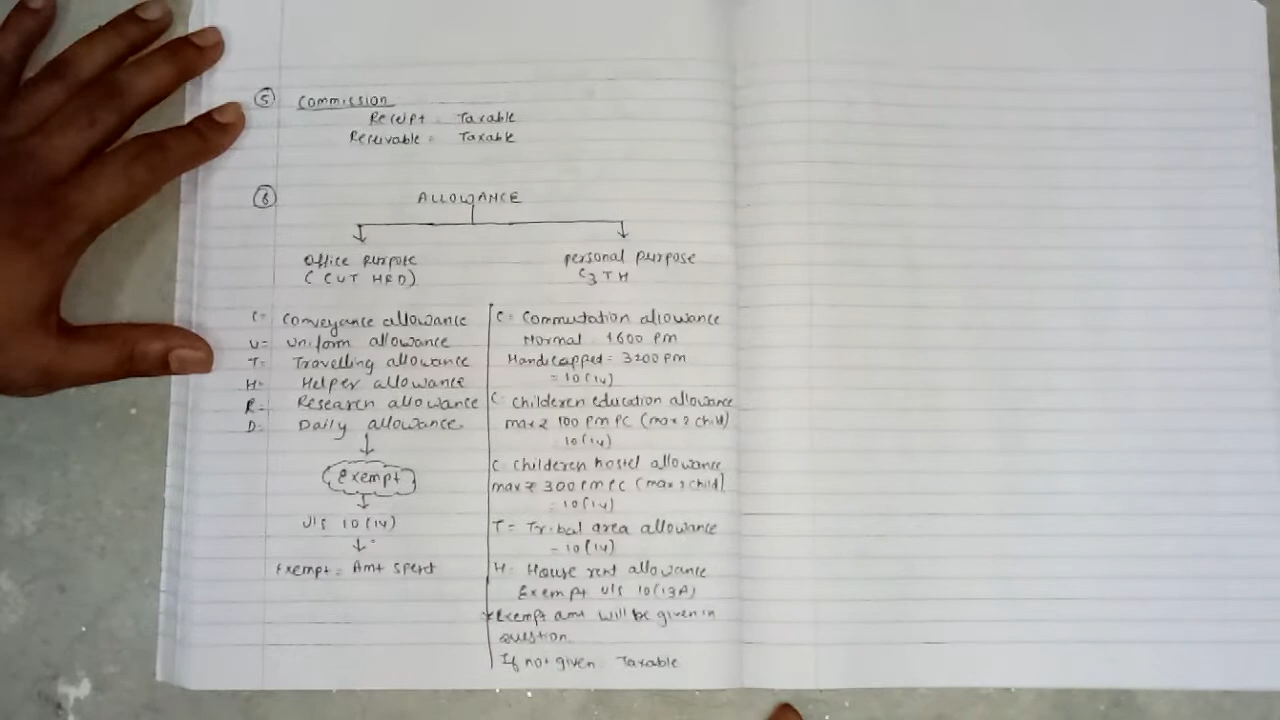 ⑤ Commission
Receipt = Taxable
Receivable = Taxable
⑥ ALLOWANCE
Office purpose
(CUT HRD)
C= Conveyance allowance
U= Uniform allowance
T= Travelling allowance
H= Helper allowance
R= Research allowance
D= Daily allowance
Exempt
U/S 10(14)
Exempt = Amt spent
personal purpose
C3TH
C= Commutation allowance
Normal 1600 pm
Handicapped = 3200 pm
= 10(14)
C= childeren education allowance
max ₹ 100 PM PC (max 2 child)
10(14)
C childeren hostel allowance
max ₹ 300 PM PC (max 2 child)
= 10(14)
T= Tribal area allowance
= 10(14)
H= House rent allowance
Exempt U/S 10(13A)
*Exempt amt will be given in
question
If not given Taxable